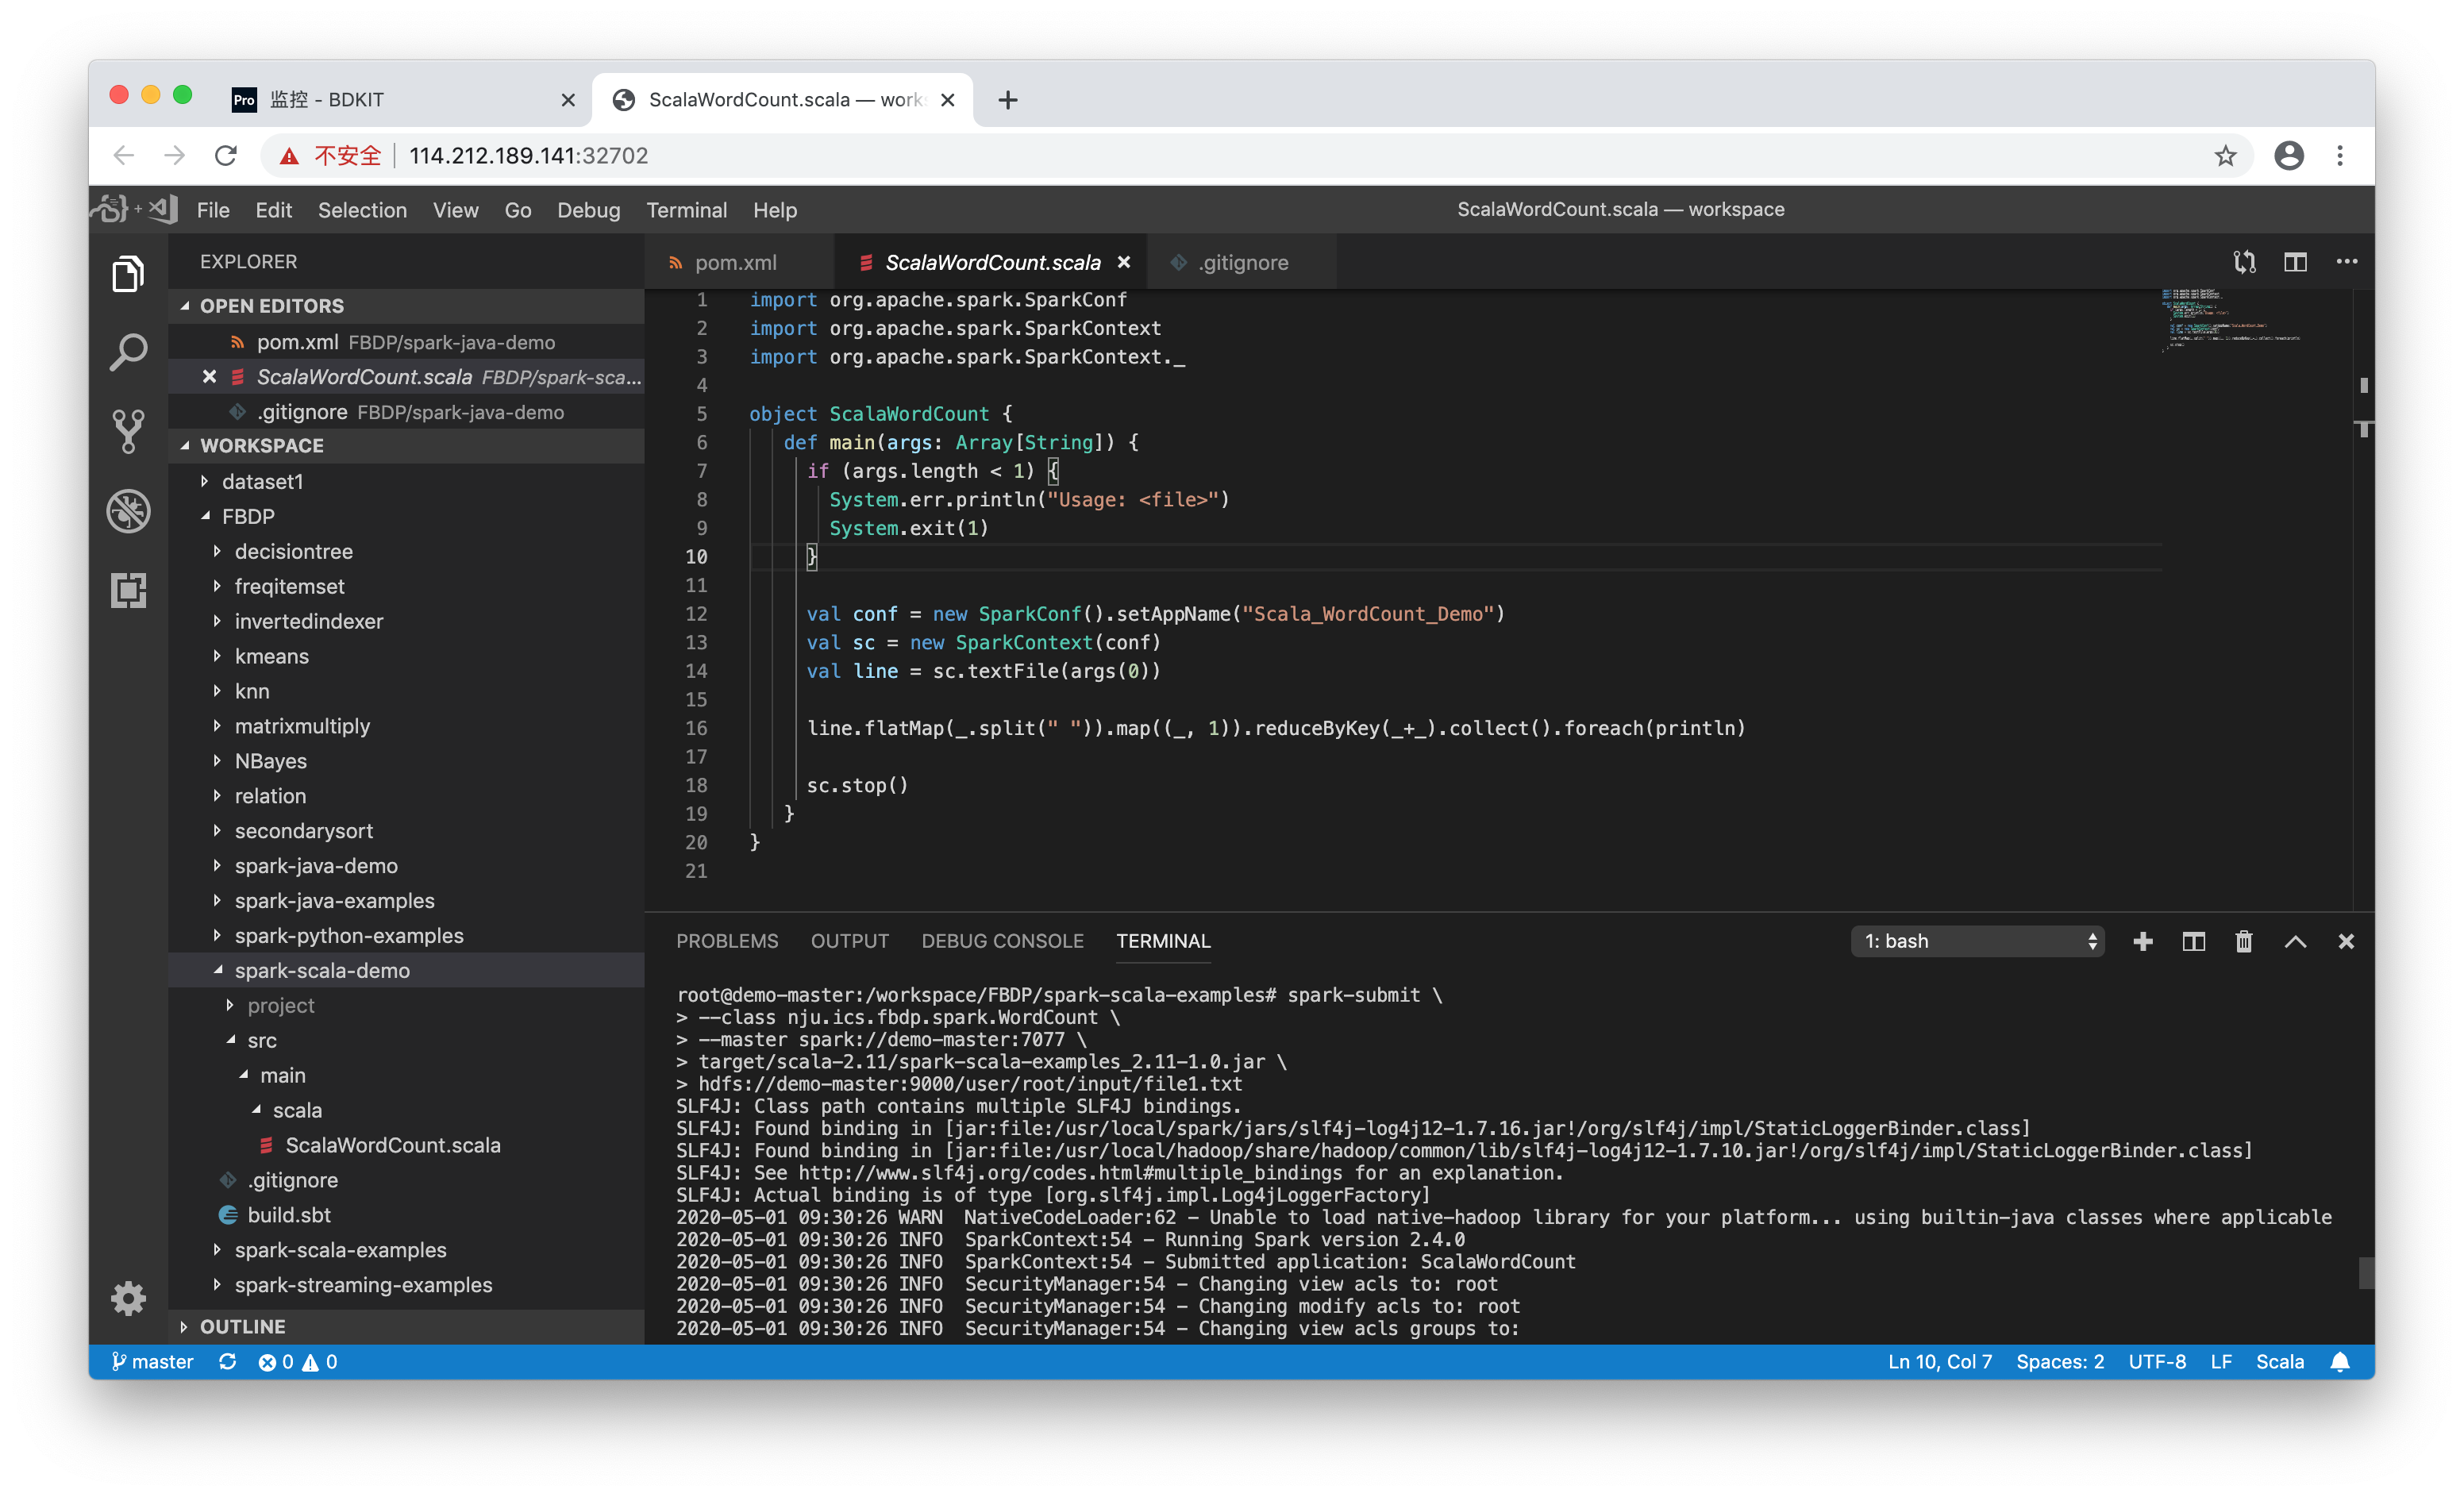 Pro 监控 - BDKIT
ScalaWordCount.scala — work
不安全 114.212.189.141:32702
File Edit Selection View Go Debug Terminal Help
ScalaWordCount.scala — workspace
EXPLORER
OPEN EDITORS
pom.xml FBDP/spark-java-demo
ScalaWordCount.scala FBDP/spark-sca...
.gitignore FBDP/spark-java-demo
WORKSPACE
dataset1
FBDP
decisiontree
freqitemset
invertedindexer
kmeans
knn
matrixmultiply
NBayes
relation
secondarysort
spark-java-demo
spark-java-examples
spark-python-examples
spark-scala-demo
project
src
main
scala
ScalaWordCount.scala
.gitignore
build.sbt
spark-scala-examples
spark-streaming-examples
OUTLINE
pom.xml
ScalaWordCount.scala
.gitignore
1 import org.apache.spark.SparkConf
2 import org.apache.spark.SparkContext
3 import org.apache.spark.SparkContext._
4
5 object ScalaWordCount {
6 def main(args: Array[String]) {
7 if (args.length < 1) {
8 System.err.println("Usage: <file>")
9 System.exit(1)
10 }
11
12 val conf = new SparkConf().setAppName("Scala_WordCount_Demo")
13 val sc = new SparkContext(conf)
14 val line = sc.textFile(args(0))
15
16 line.flatMap(_.split(" ")).map((_, 1)).reduceByKey(_+_).collect().foreach(println)
17
18 sc.stop()
19 }
20 }
21
PROBLEMS OUTPUT DEBUG CONSOLE TERMINAL
1: bash
root@demo-master:/workspace/FBDP/spark-scala-examples# spark-submit \
> --class nju.ics.fbdp.spark.WordCount \
> --master spark://demo-master:7077 \
> target/scala-2.11/spark-scala-examples_2.11-1.0.jar \
> hdfs://demo-master:9000/user/root/input/file1.txt
SLF4J: Class path contains multiple SLF4J bindings.
SLF4J: Found binding in [jar:file:/usr/local/spark/jars/slf4j-log4j12-1.7.16.jar!/org/slf4j/impl/StaticLoggerBinder.class]
SLF4J: Found binding in [jar:file:/usr/local/hadoop/share/hadoop/common/lib/slf4j-log4j12-1.7.10.jar!/org/slf4j/impl/StaticLoggerBinder.class]
SLF4J: See http://www.slf4j.org/codes.html#multiple_bindings for an explanation.
SLF4J: Actual binding is of type [org.slf4j.impl.Log4jLoggerFactory]
2020-05-01 09:30:26 WARN  NativeCodeLoader:62 - Unable to load native-hadoop library for your platform... using builtin-java classes where applicable
2020-05-01 09:30:26 INFO  SparkContext:54 - Running Spark version 2.4.0
2020-05-01 09:30:26 INFO  SparkContext:54 - Submitted application: ScalaWordCount
2020-05-01 09:30:26 INFO  SecurityManager:54 - Changing view acls to: root
2020-05-01 09:30:26 INFO  SecurityManager:54 - Changing modify acls to: root
2020-05-01 09:30:26 INFO  SecurityManager:54 - Changing view acls groups to:
master 0 0
Ln 10, Col 7 Spaces: 2 UTF-8 LF Scala